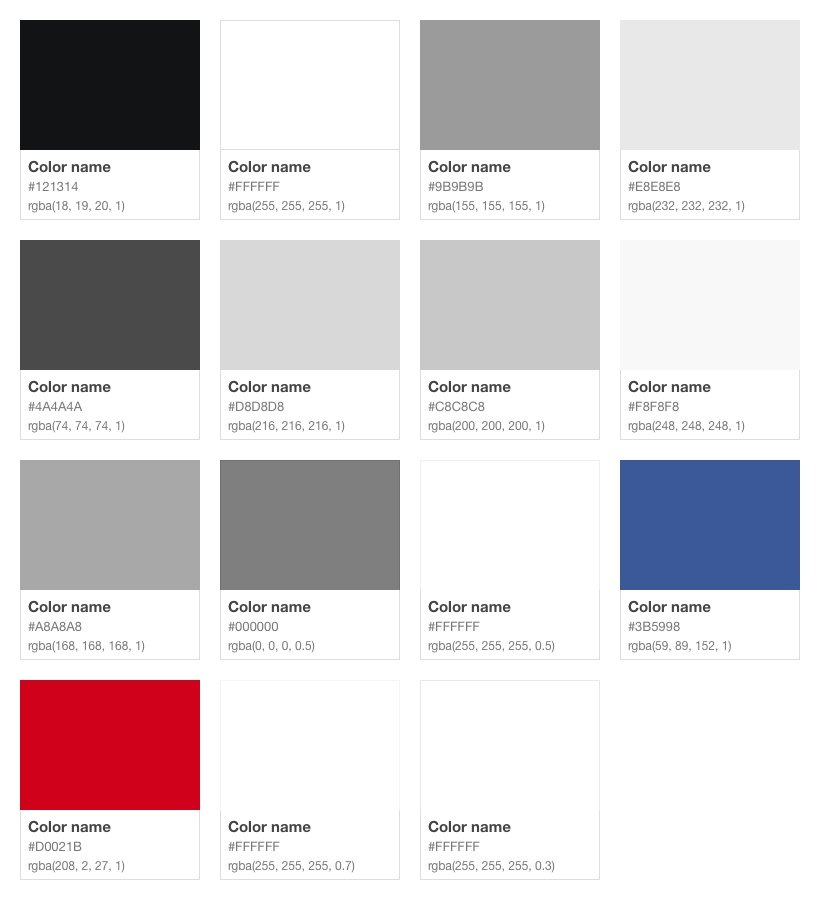 Color name
#121314
rgba(18, 19, 20, 1)
Color name
#FFFFFF
rgba(255, 255, 255, 1)
Color name
#9B9B9B
rgba(155, 155, 155, 1)
Color name
#E8E8E8
rgba(232, 232, 232, 1)
Color name
#4A4A4A
rgba(74, 74, 74, 1)
Color name
#D8D8D8
rgba(216, 216, 216, 1)
Color name
#C8C8C8
rgba(200, 200, 200, 1)
Color name
#F8F8F8
rgba(248, 248, 248, 1)
Color name
#A8A8A8
rgba(168, 168, 168, 1)
Color name
#000000
rgba(0, 0, 0, 0.5)
Color name
#FFFFFF
rgba(255, 255, 255, 0.5)
Color name
#3B5998
rgba(59, 89, 152, 1)
Color name
#D0021B
rgba(208, 2, 27, 1)
Color name
#FFFFFF
rgba(255, 255, 255, 0.7)
Color name
#FFFFFF
rgba(255, 255, 255, 0.3)